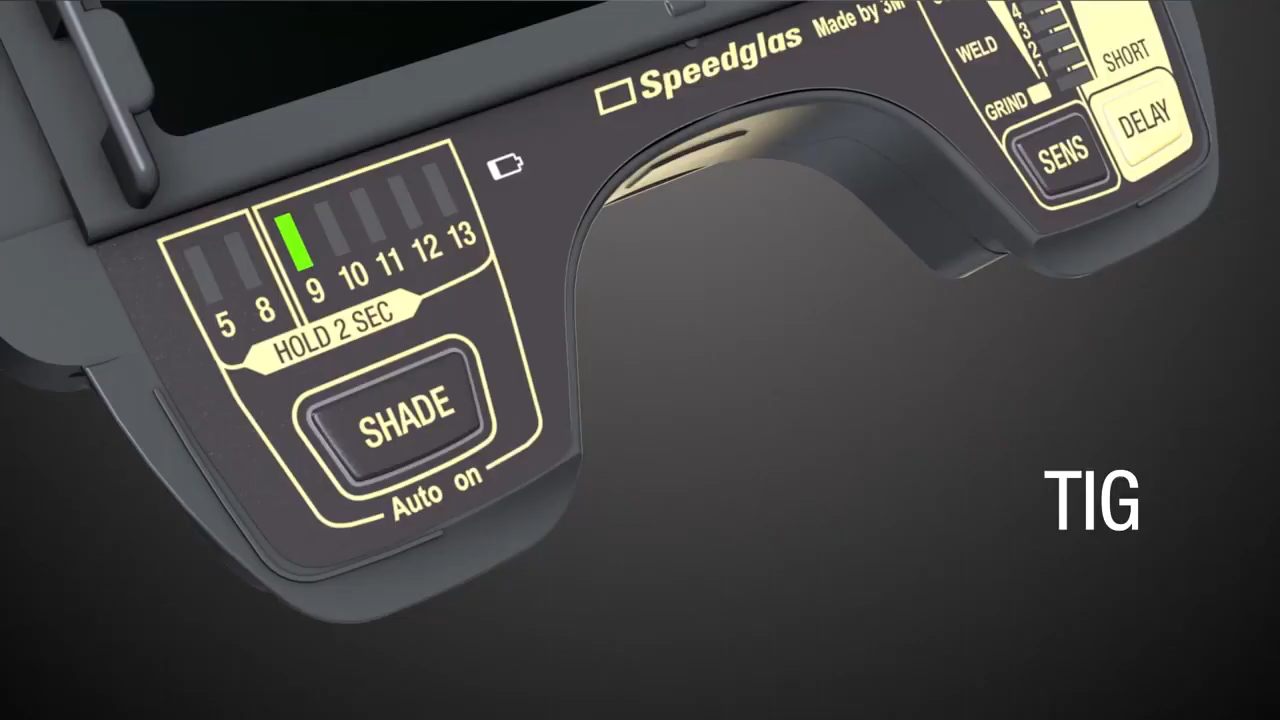 Speedglas Made by 3M
WELD
4
3
2
1
GRIND
SHORT
SENS
DELAY
5 8 9 10 11 12 13
HOLD 2 SEC
SHADE
Auto on
TIG